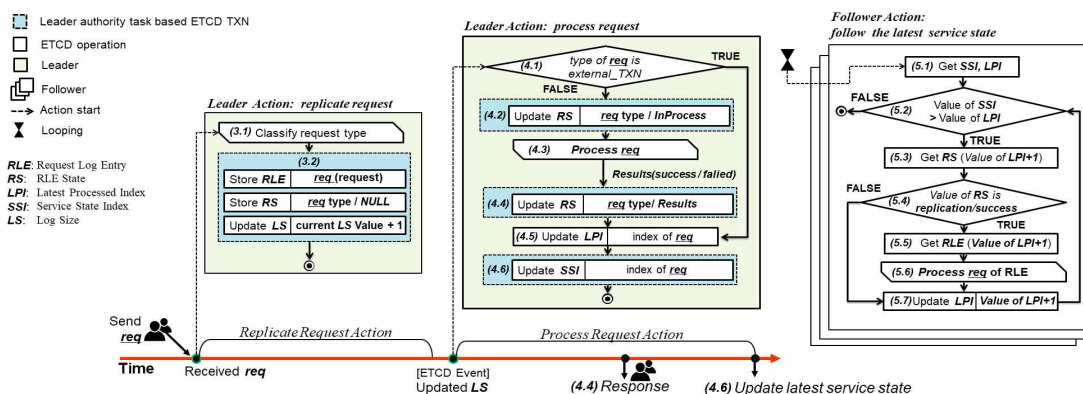 Leader authority task based ETCD TXN
ETCD operation
Leader
Follower
Action start
Looping
RLE: Request Log Entry
RS: RLE State
LPI: Latest Processed Index
SSI: Service State Index
LS: Log Size
Leader Action: replicate request
(3.1) Classify request type
(3.2)
Store RLE req (request)
Store RS req type / NULL
Update LS current LS Value + 1
Leader Action: process request
(4.1) type of req is
external_TXN
TRUE
FALSE
(4.2) Update RS req type / InProcess
(4.3) Process req
Results(success / falied)
(4.4) Update RS req type/ Results
(4.5) Update LPI index of req
(4.6) Update SSI index of req
Follower Action:
follow the latest service state
(5.1) Get SSI, LPI
FALSE
(5.2) Value of SSI
> Value of LPI
TRUE
(5.3) Get RS (Value of LPI+1)
FALSE
(5.4) Value of RS is
replication/success
TRUE
(5.5) Get RLE (Value of LPI+1)
(5.6) Process req of RLE
(5.7) Update LPI Value of LPI+1
Send
req
Replicate Request Action
Process Request Action
Time
Received req
[ETCD Event]
Updated LS
(4.4) Response
(4.6) Update latest service state